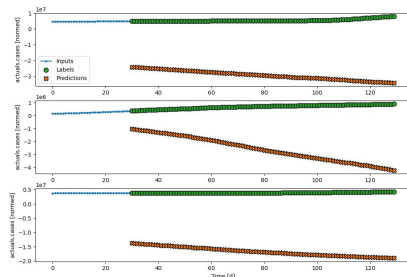 1e7
1
actuals.cases [normed]
0
−1
−2
−3
Inputs
Labels
Predictions
0 20 40 60 80 100 120
1e6
1
actuals.cases [normed]
0
−1
−2
−3
−4
0 20 40 60 80 100 120
1e7
0.5
actuals.cases [normed]
0.0
−0.5
−1.0
−1.5
−2.0
0 20 40 60 80 100 120
Time [d]